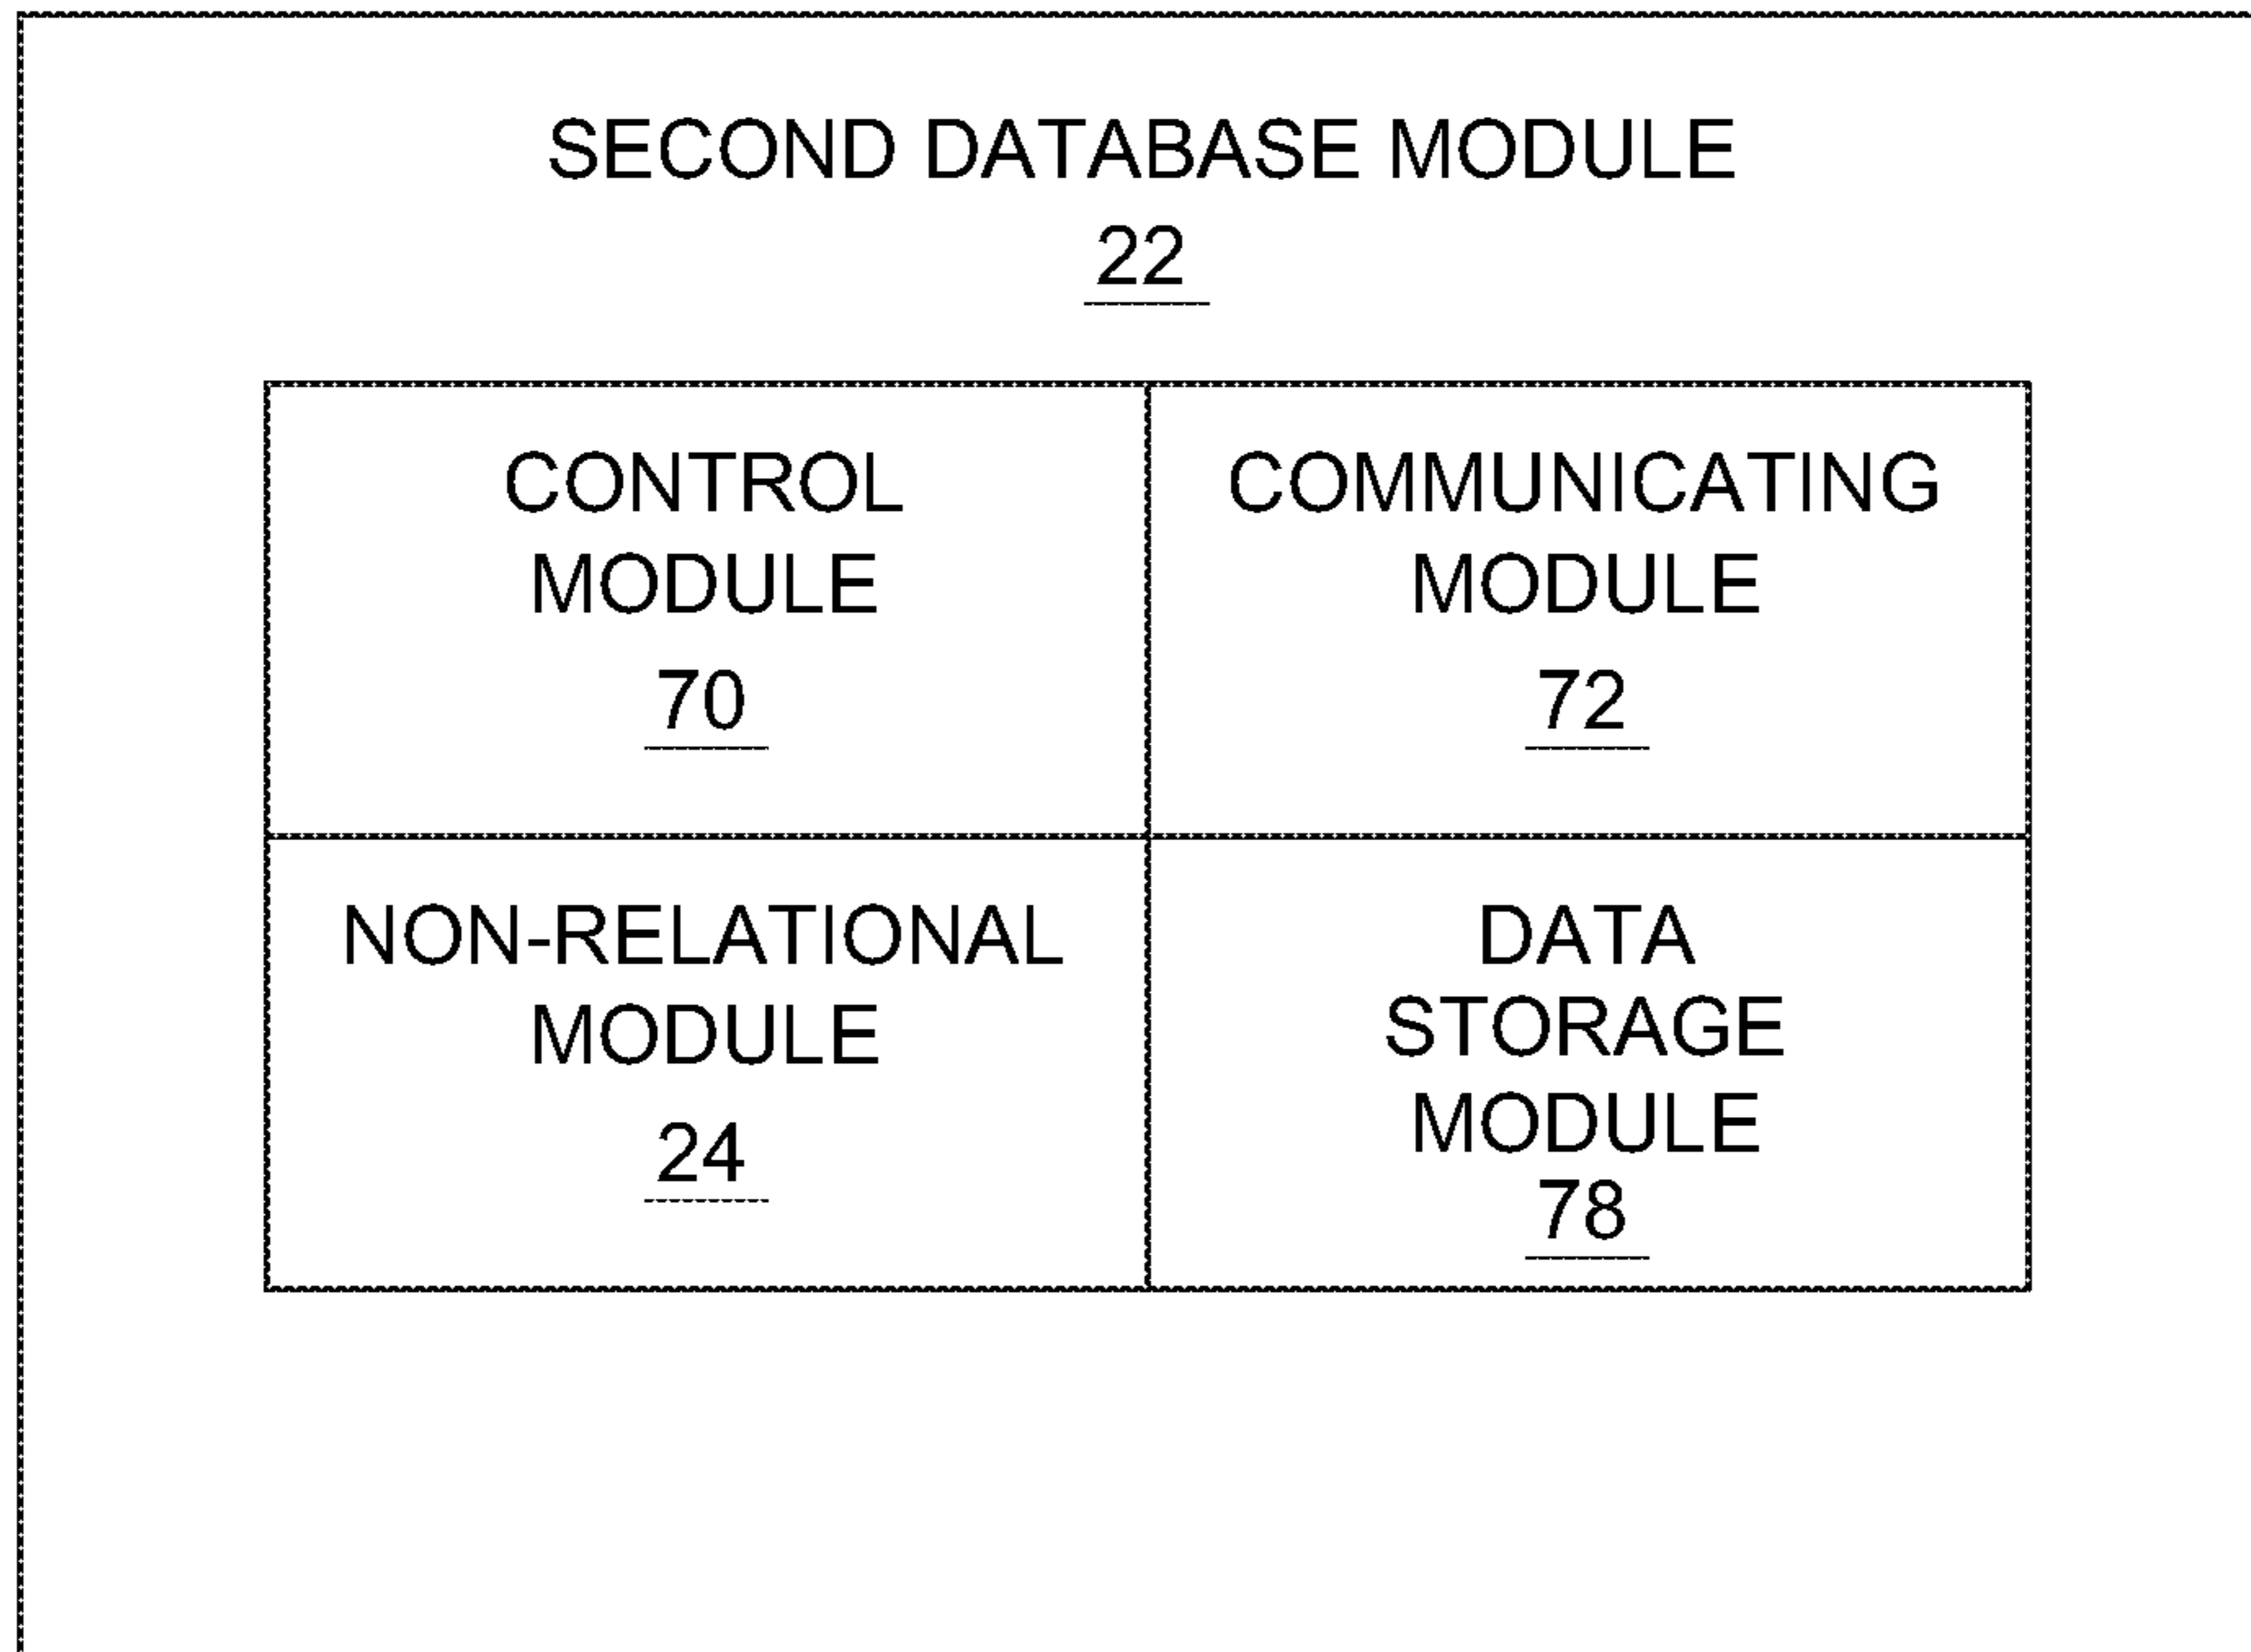 SECOND DATABASE MODULE
22
CONTROL
MODULE
70
COMMUNICATING
MODULE
72
NON-RELATIONAL
MODULE
24
DATA
STORAGE
MODULE
78